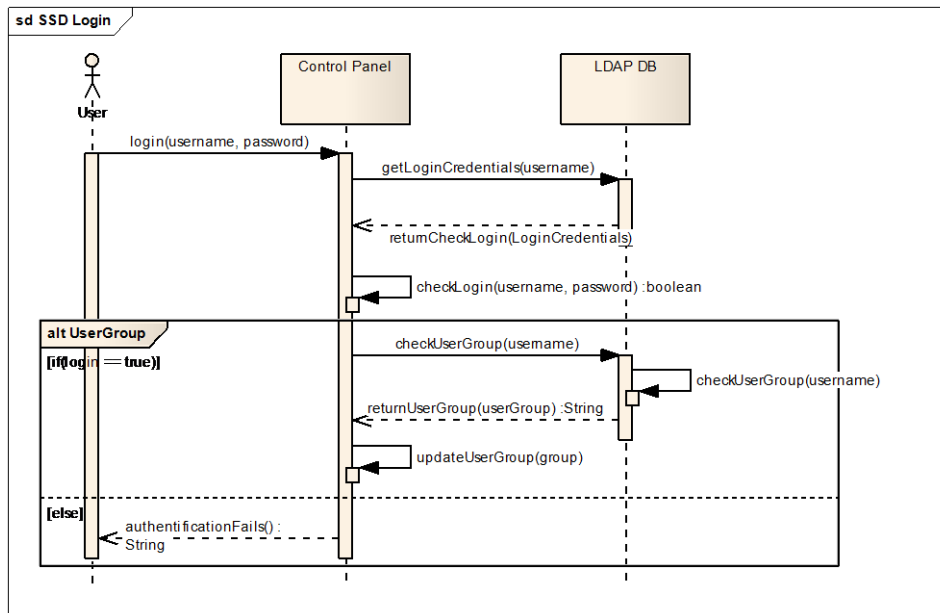 sd SSD Login
Control Panel
LDAP DB
User
login(username, password)
getLoginCredentials(username)
returnCheckLogin(LoginCredentials)
checkLogin(username, password) :boolean
alt UserGroup
[if(login == true)]
checkUserGroup(username)
checkUserGroup(username)
returnUserGroup(userGroup) :String
updateUserGroup(group)
[else]
authentificationFails() :
String